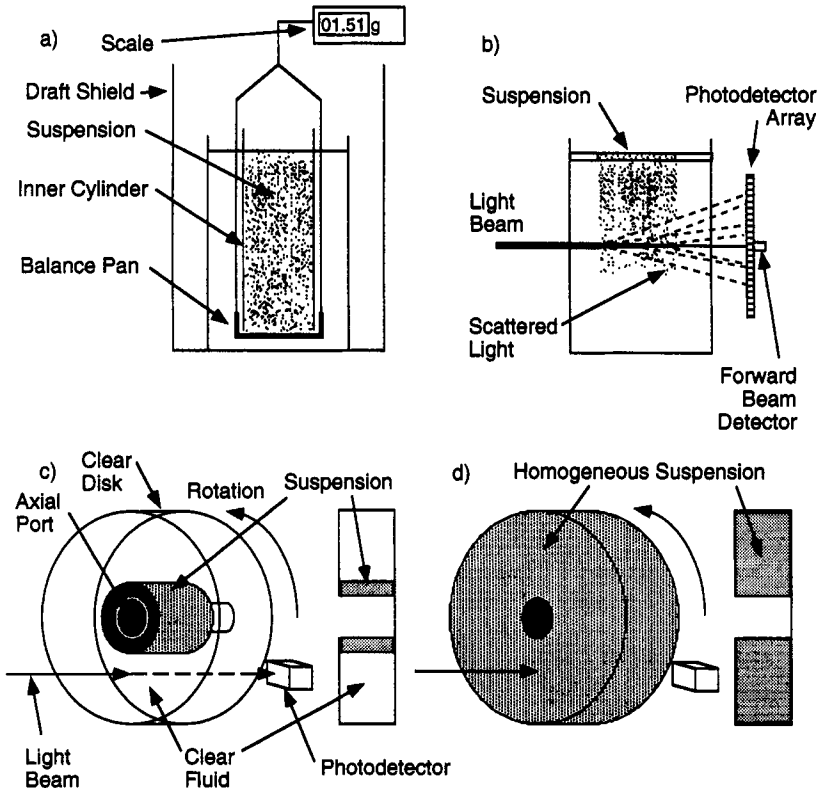 a)
Scale
01.51 g
Draft Shield
Suspension
Inner Cylinder
Balance Pan
b)
Suspension
Photodetector
Array
Light
Beam
Scattered
Light
Forward
Beam
Detector
c)
Clear
Disk
Axial
Port
Rotation
Suspension
Light
Beam
Clear
Fluid
Photodetector
d)
Homogeneous Suspension